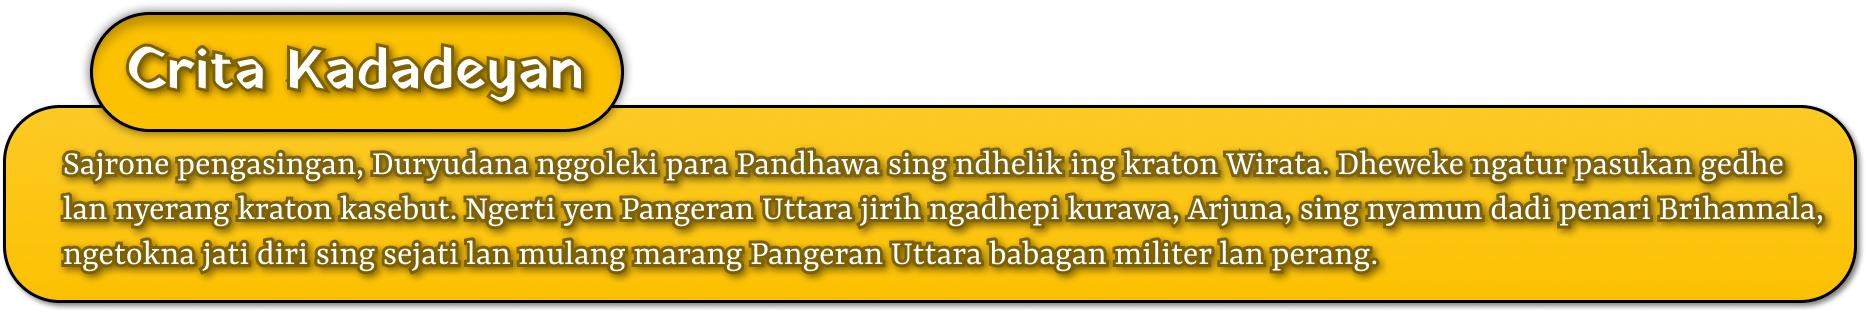 Crita Kadadeyan
Sajrone pengasingan, Duryudana nggoleki para Pandhawa sing ndhelik ing kraton Wirata. Dheweke ngatur pasukan gedhe
lan nyerang kraton kasebut. Ngerti yen Pangeran Uttara jirih ngadhepi kurawa, Arjuna, sing nyamun dadi penari Brihannala,
ngetokna jati diri sing sejati lan mulang marang Pangeran Uttara babagan militer lan perang.